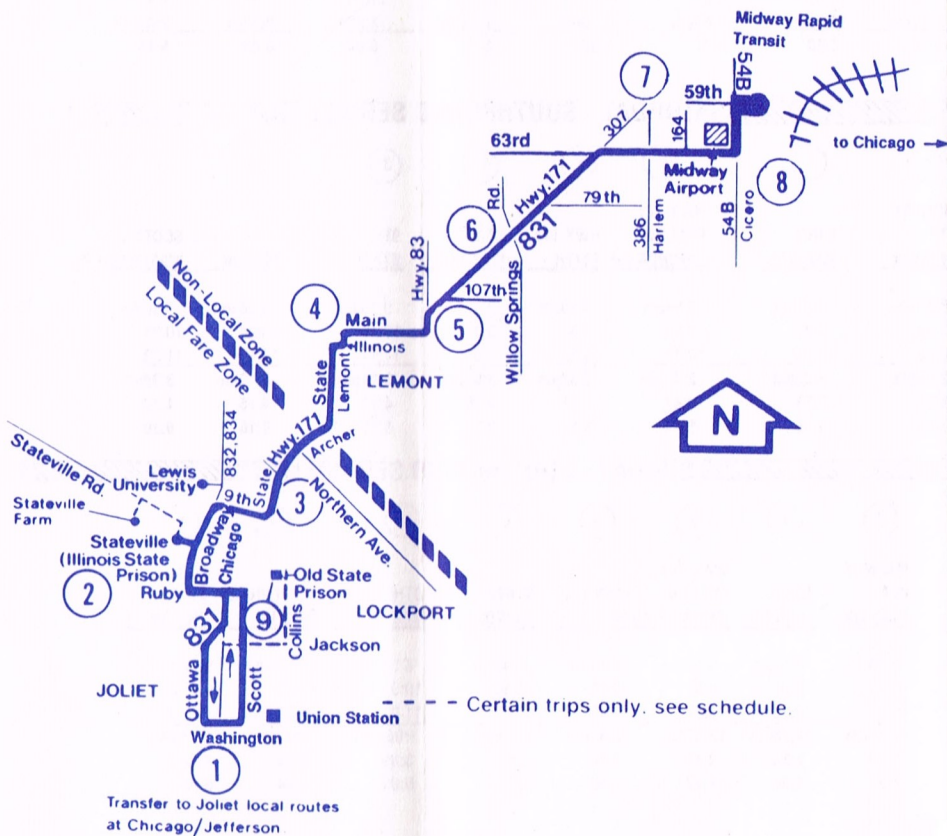 Midway Rapid
Transit
54B
59th
7
307
164
63rd
to Chicago
Midway
Airport
8
Hwy.171
79th
Rd.
6
831
386
Harlem
54B
Cicero
Hwy.83
107th
Willow Springs
5
4
Main
Illinois
Non-Local Zone
Local Fare Zone
State
Lemont
LEMONT
N
832,834
Hwy.171
State
Archer
Stateville Rd.
Lewis
University
9th
3
Northern Ave.
Stateville
Farm
Broadway
Chicago
Stateville
(Illinois State
Prison)
Ruby
2
Old State
Prison
9
LOCKPORT
831
Collins
Jackson
JOLIET
Ottawa
Scott
Certain trips only. see schedule.
Union Station
Washington
1
Transfer to Joliet local routes
at Chicago/Jefferson